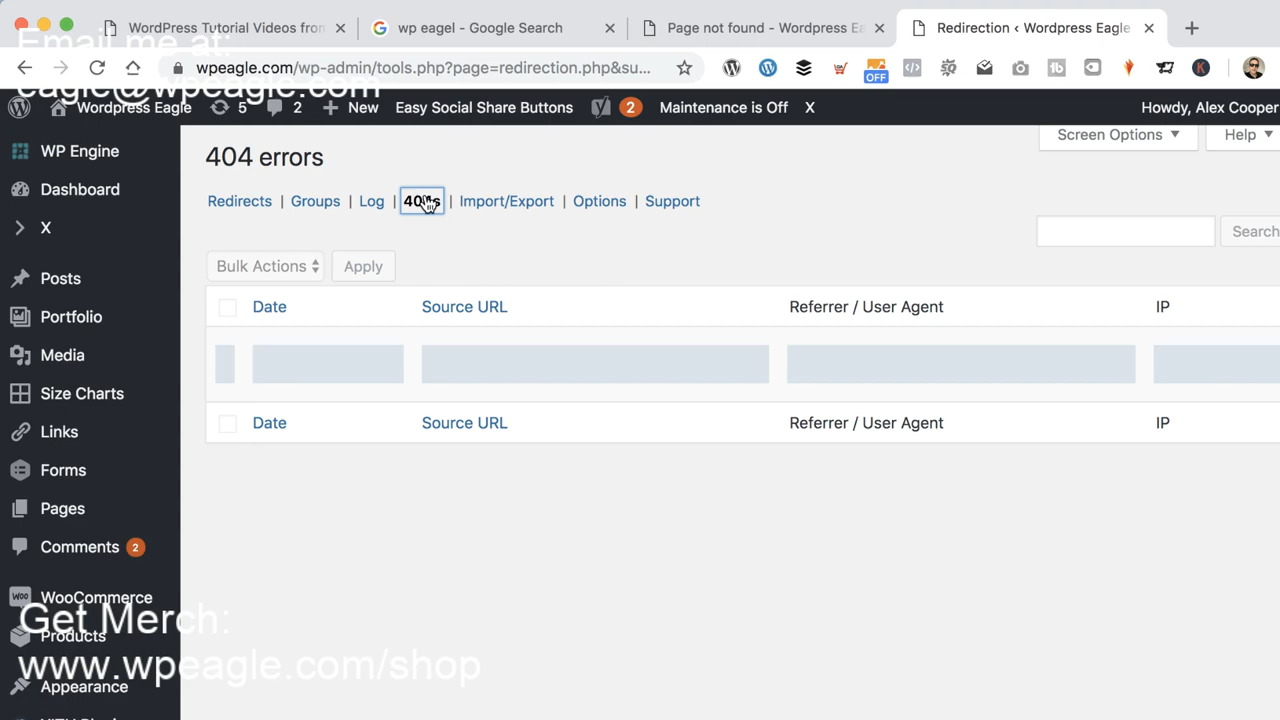 WordPress Tutorial Videos from
wp eagel - Google Search
Page not found - Wordpress Ea
Redirection ‹ Wordpress Eagle
Email me at:
eagle@wpeagle.com
wpeagle.com/wp-admin/tools.php?page=redirection.php&su...
OFF
Wordpress Eagle
5
2
New
Easy Social Share Buttons
2
Maintenance is Off
X
Howdy, Alex Cooper
WP Engine
Dashboard
X
Posts
Portfolio
Media
Size Charts
Links
Forms
Pages
Comments 2
WooCommerce
Products
Appearance
404 errors
Screen Options
Help
Redirects | Groups | Log | 404s | Import/Export | Options | Support
Search
Bulk Actions
Apply
Date Source URL Referrer / User Agent IP
Date Source URL Referrer / User Agent IP
Get Merch:
www.wpeagle.com/shop